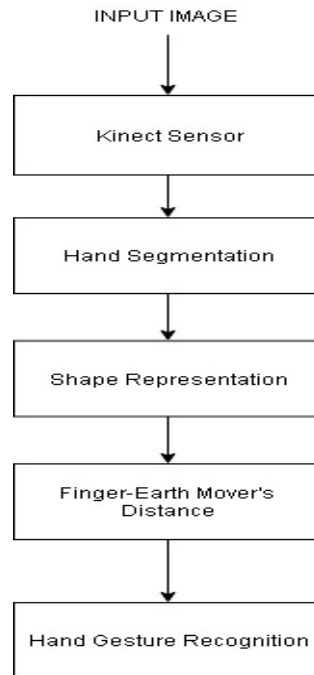 INPUT IMAGE
Kinect Sensor
Hand Segmentation
Shape Representation
Finger-Earth Mover's
Distance
Hand Gesture Recognition